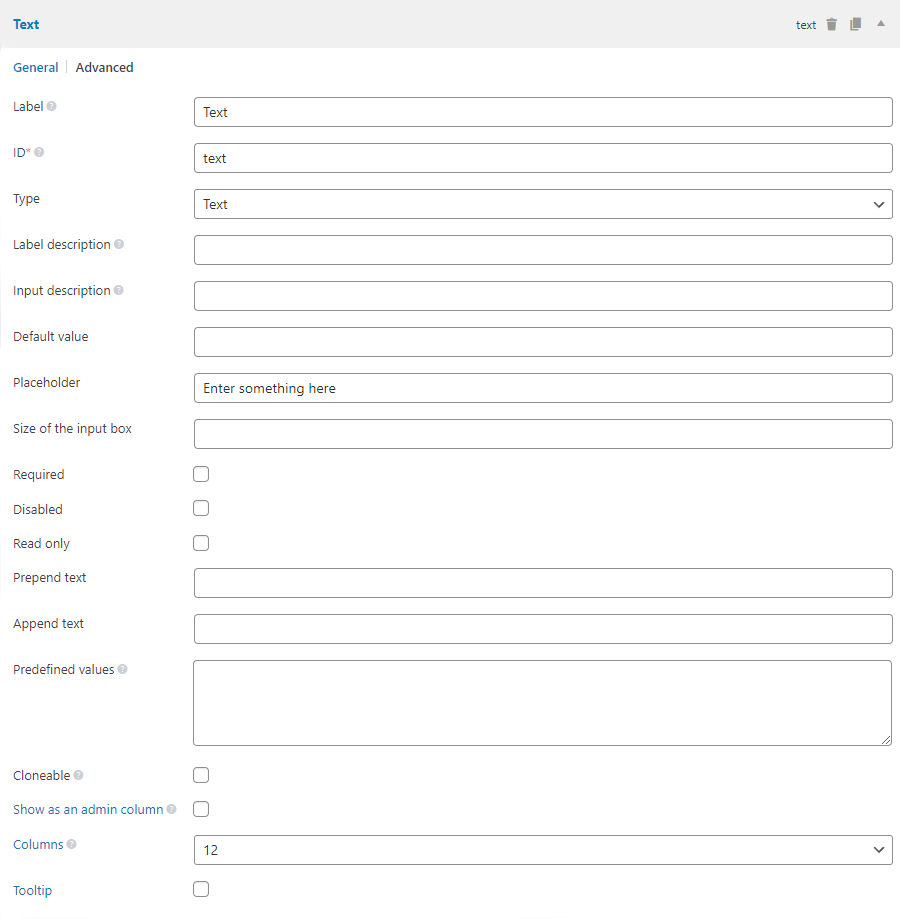 Text text
General Advanced
Label Text
ID* text
Type Text
Label description
Input description
Default value
Placeholder Enter something here
Size of the input box
Required
Disabled
Read only
Prepend text
Append text
Predefined values
Cloneable
Show as an admin column
Columns 12
Tooltip